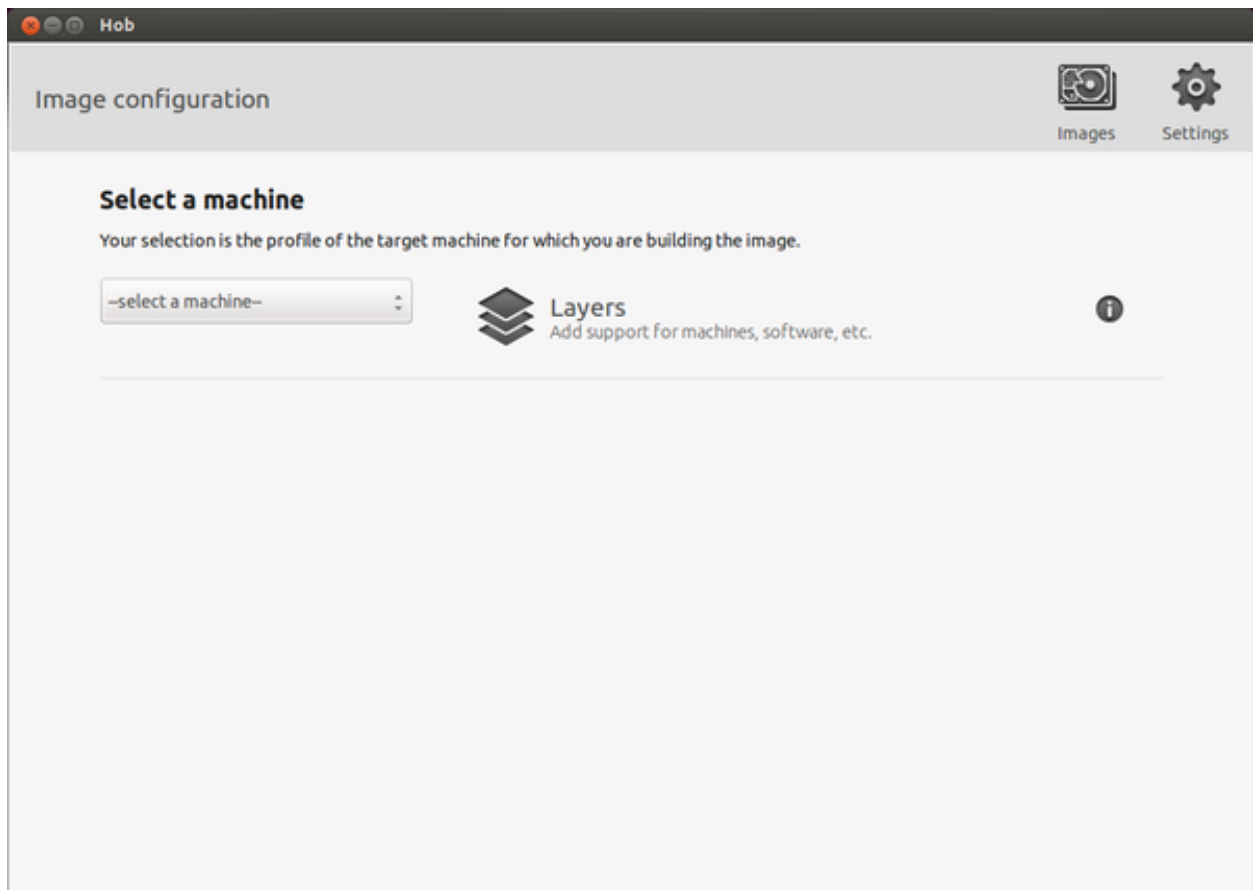 Hob
Image configuration
Images
Settings
Select a machine
Your selection is the profile of the target machine for which you are building the image.
--select a machine--
Layers
Add support for machines, software, etc.